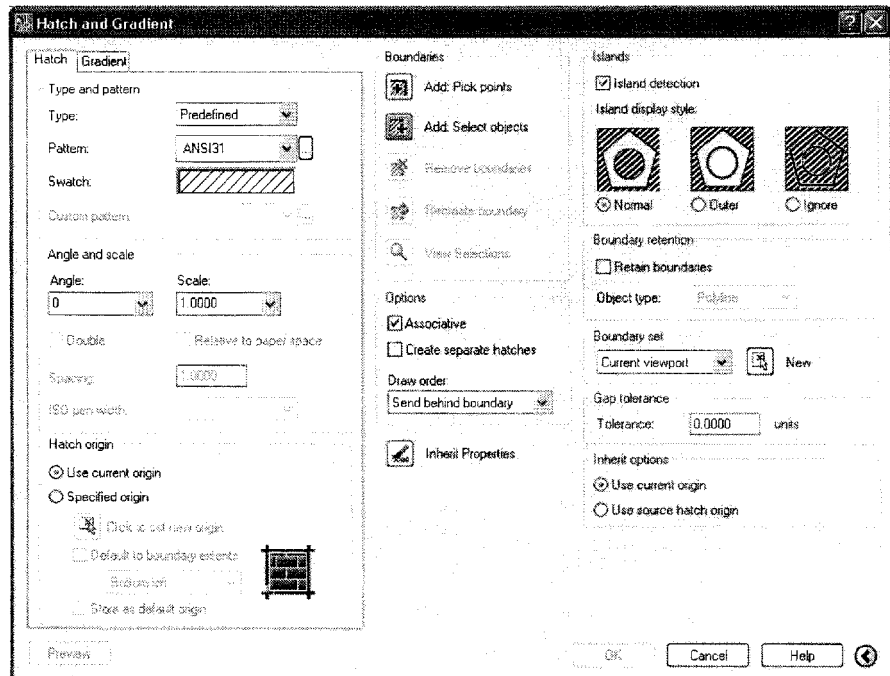 Hatch and Gradient
Hatch
Gradient
Type and pattern
Type:
Predefined
Pattern:
ANSI31
Swatch:
Custom pattern:
Angle and scale
Angle:
Scale:
0
1.0000
Double
Relative to paper space
Spacing:
1.0000
ISO pen width:
Hatch origin
Use current origin
Specified origin
Click to set new origin
Default to boundary extents
Bottom left
Store as default origin
Preview
Boundaries
Add: Pick points
Add: Select objects
Remove boundaries
Recreate boundary
View Selections
Options
Associative
Create separate hatches
Draw order
Send behind boundary
Inherit Properties
Islands
Island detection
Island display style:
Normal
Outer
Ignore
Boundary retention
Retain boundaries
Object type:
Polyline
Boundary set
Current viewport
New
Gap tolerance
Tolerance:
0.0000
units
Inherit options
Use current origin
Use source hatch origin
OK
Cancel
Help